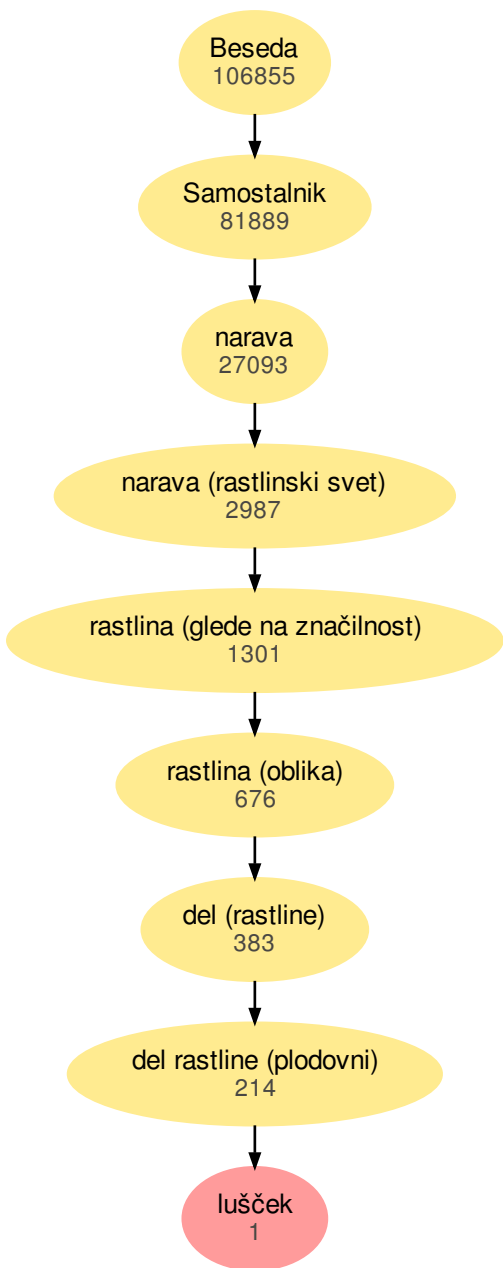 Beseda
106855
Samostalnik
81889
narava
27093
narava (rastlinski svet)
2987
rastlina (glede na značilnost)
1301
rastlina (oblika)
676
del (rastline)
383
del rastline (plodovni)
214
lušček
1